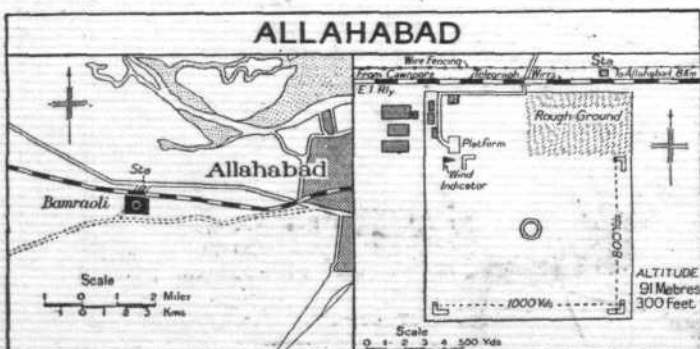 ALLAHABAD
Sta
Allahabad
Bamraoli
Scale
1 0 1 2 Miles
1 0 1 2 3 Kms
Wire Fencing
Sta
From Cawnpore Telegraph Wires To Allahabad 8Km
E.I. Rly
Rough Ground
Platform
Wind
Indicator
800 Yds
1000 Yds
ALTITUDE
91 Metres
300 Feet
Scale
0 1 2 3 4 500 Yds